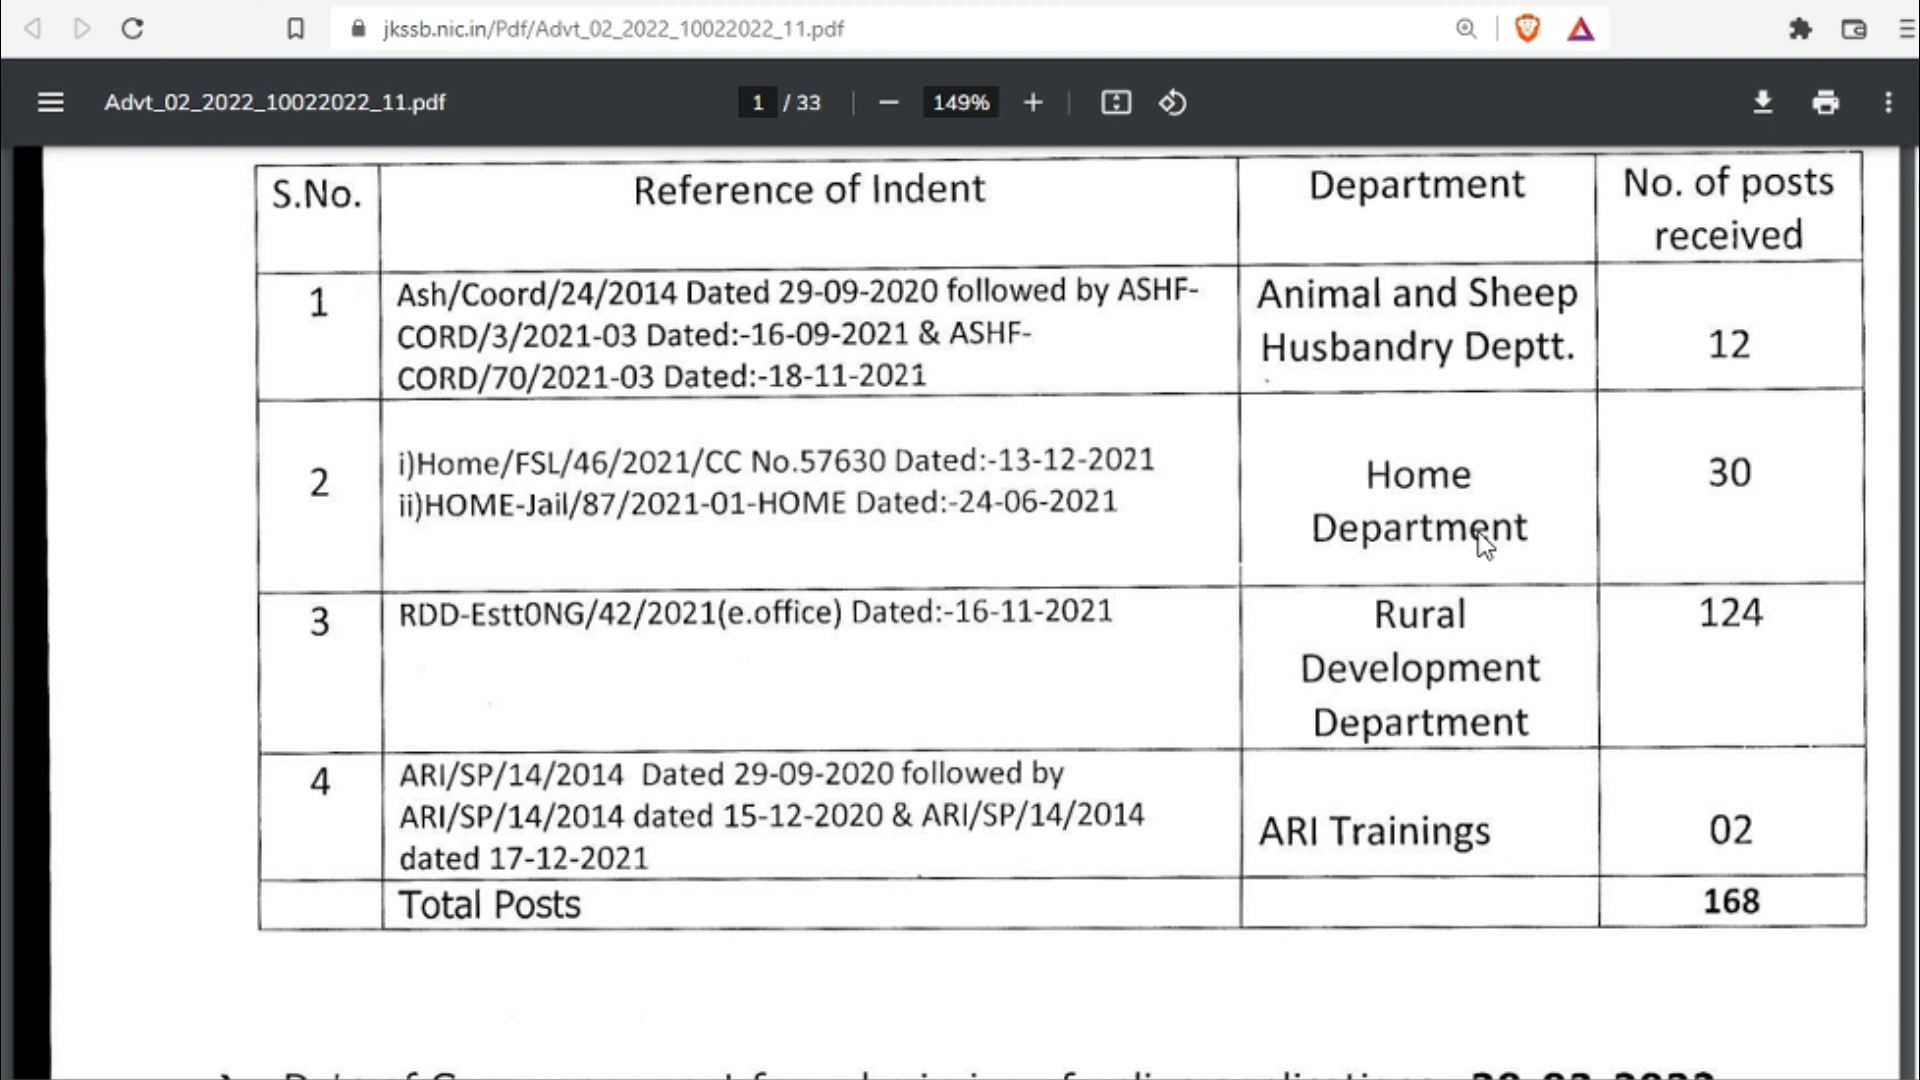 jkssb.nic.in/Pdf/Advt_02_2022_10022022_11.pdf
Advt_02_2022_10022022_11.pdf
1 / 33
149%
S.No.
Reference of Indent
Department
No. of posts
received
1
Ash/Coord/24/2014 Dated 29-09-2020 followed by ASHF-
CORD/3/2021-03 Dated:-16-09-2021 & ASHF-
CORD/70/2021-03 Dated:-18-11-2021
Animal and Sheep
Husbandry Deptt.
12
2
i)Home/FSL/46/2021/CC No.57630 Dated:-13-12-2021
ii)HOME-Jail/87/2021-01-HOME Dated:-24-06-2021
Home
Department
30
3
RDD-Estt0NG/42/2021(e.office) Dated:-16-11-2021
Rural
Development
Department
124
4
ARI/SP/14/2014 Dated 29-09-2020 followed by
ARI/SP/14/2014 dated 15-12-2020 & ARI/SP/14/2014
dated 17-12-2021
ARI Trainings
02
Total Posts
168